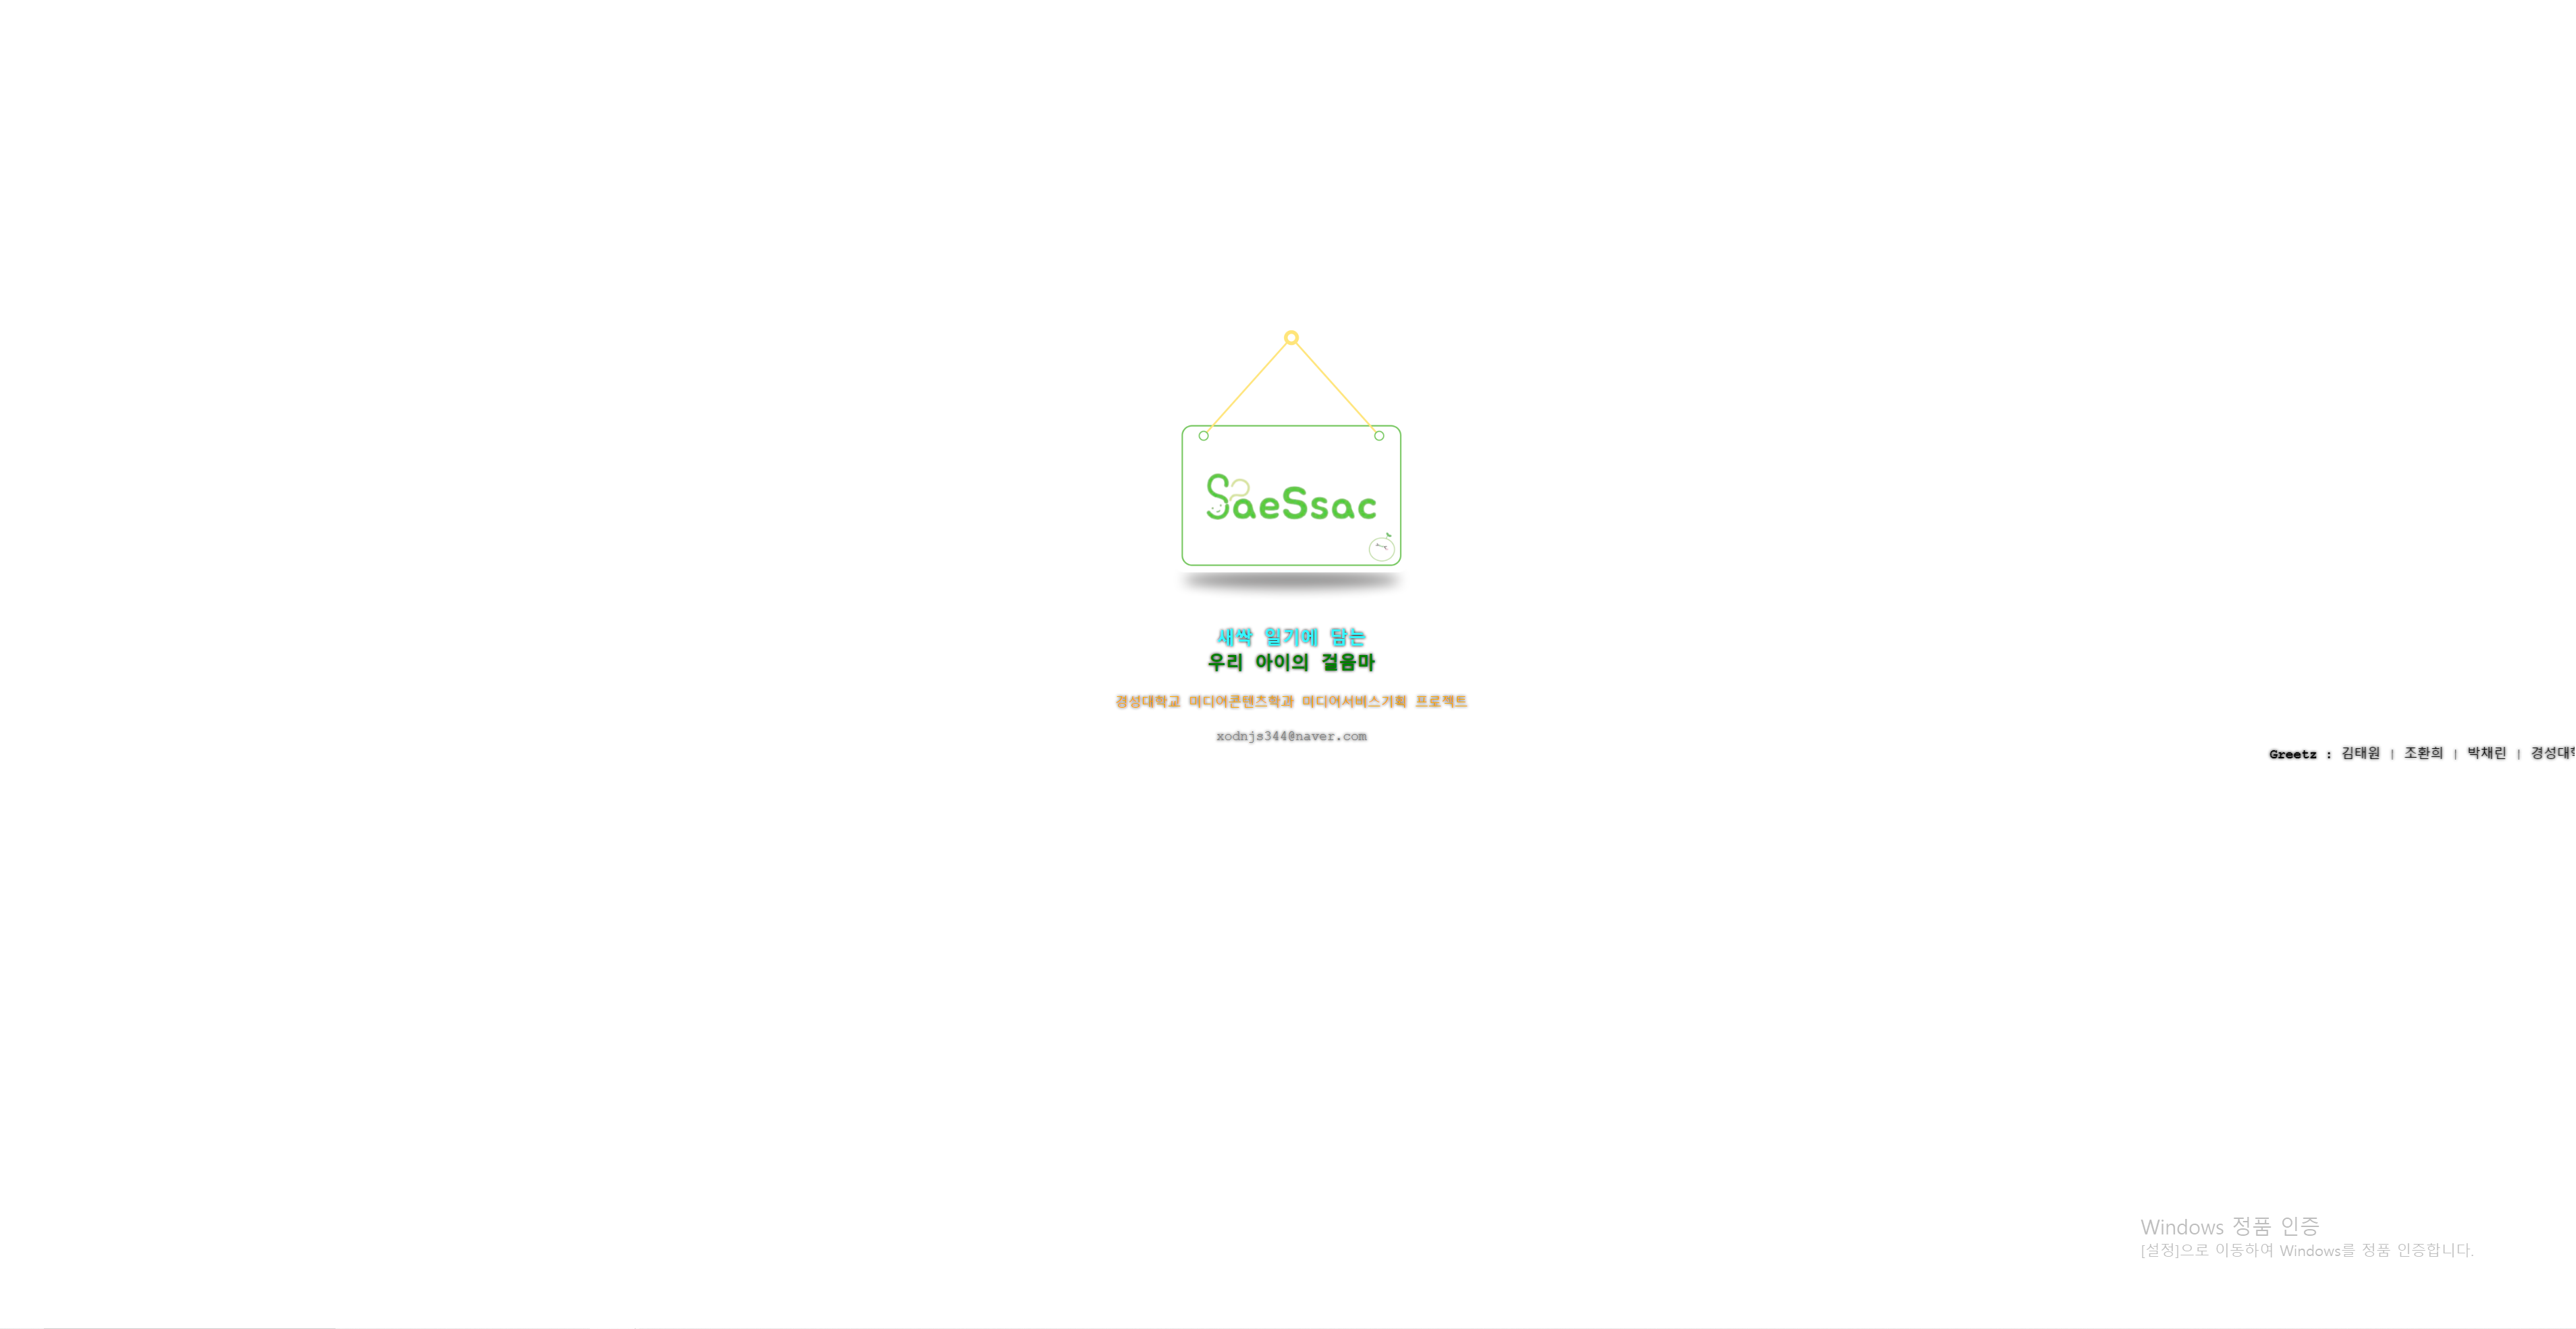 SaeSsac
새싹 일기에 담는
우리 아이의 걸음마
경성대학교 미디어콘텐츠학과 미디어서비스기획 프로젝트
xodnjs344@naver.com
Greetz : 김태원 | 조환희 | 박채린 | 경성대
Windows 정품 인증
[설정]으로 이동하여 Windows를 정품 인증합니다.